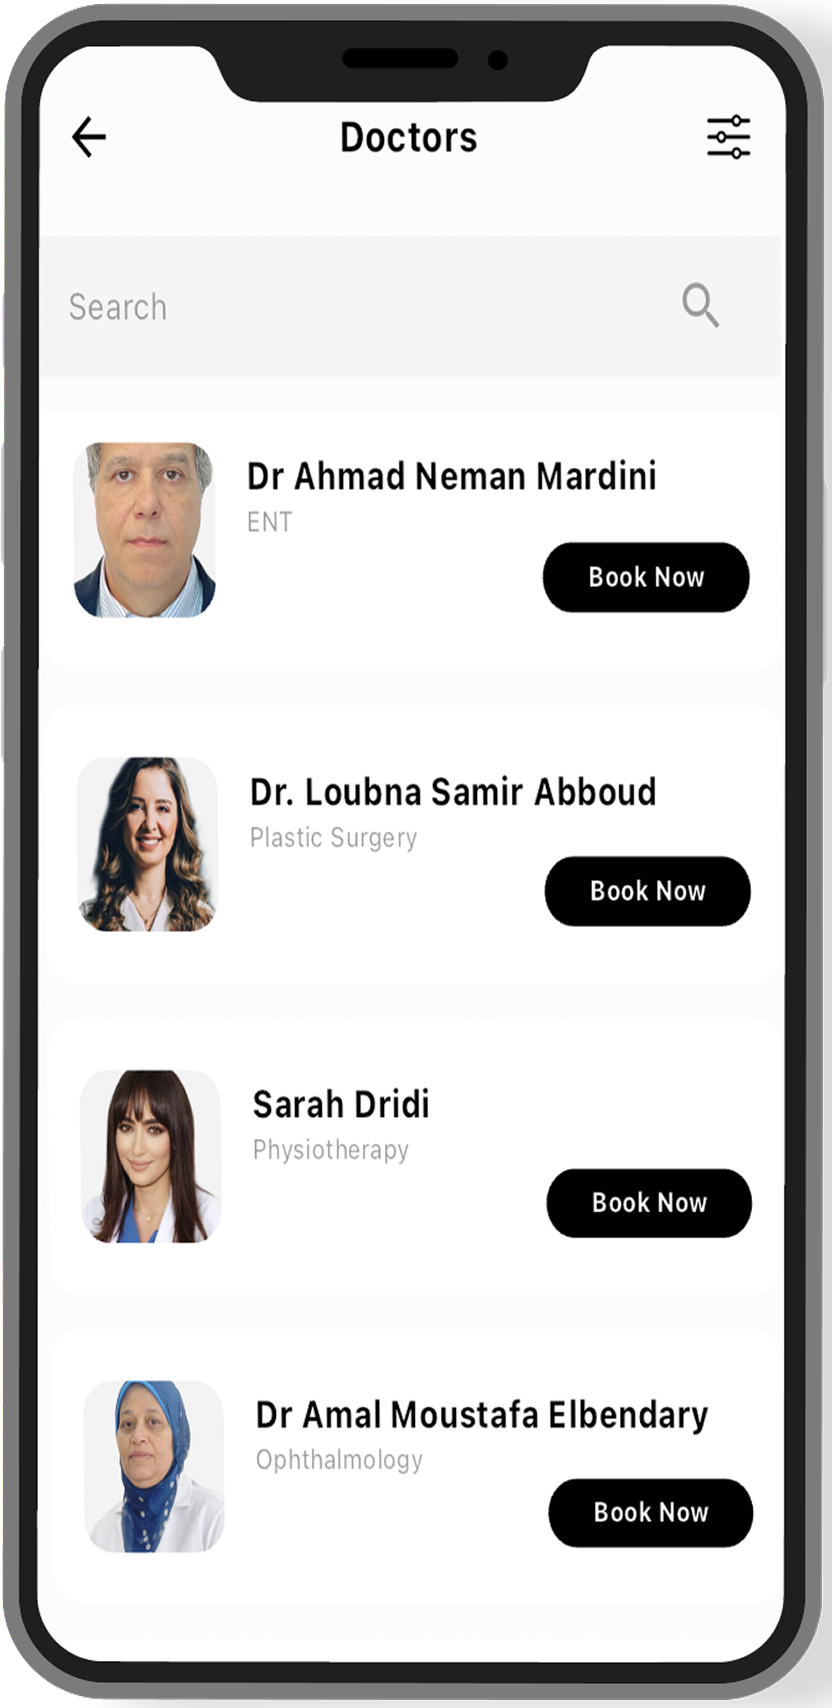 Doctors
Search
Dr Ahmad Neman Mardini
ENT
Book Now
Dr. Loubna Samir Abboud
Plastic Surgery
Book Now
Sarah Dridi
Physiotherapy
Book Now
Dr Amal Moustafa Elbendary
Ophthalmology
Book Now